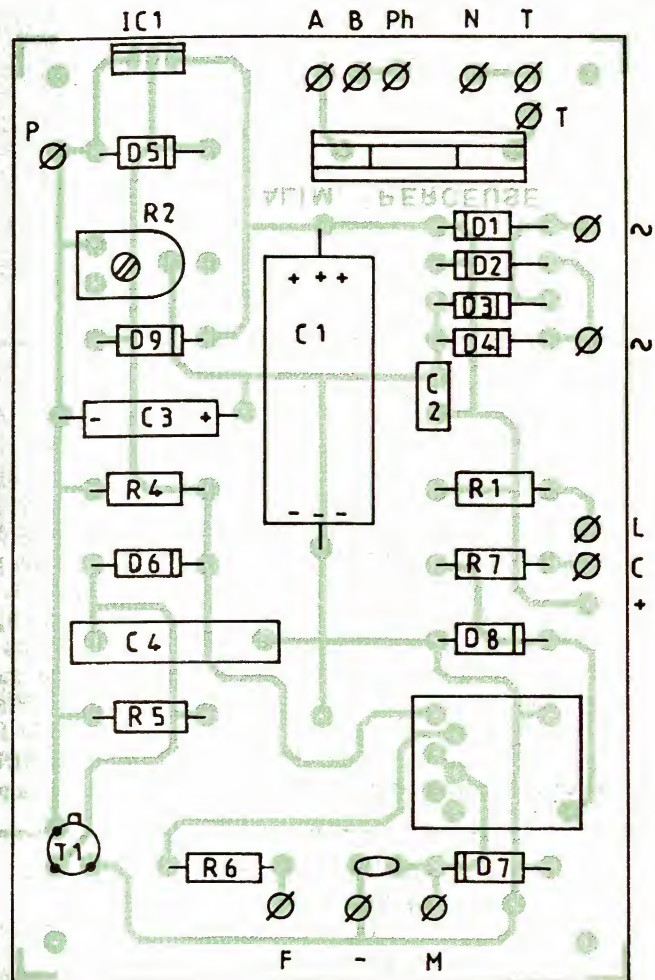 IC1 A B Ph N T
P T
D5
ALIM PERCEUSE
R2
D1 ~
+ + + D2
C1 D3
D9 D4 ~
C 2
- C3 +
R4 R1
- - - L
D6 R7 C
+
C4 D8
R5
T1
R6 D7
F - M